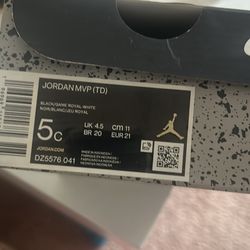 JORDAN MVP (TD)
BLACK/GAME ROYAL-WHITE
NOIR/BLANC/JEU ROYAL
5C
UK 4.5
cm 11
BR 20
EUR 21
JORDAN.COM
DZ5576 041